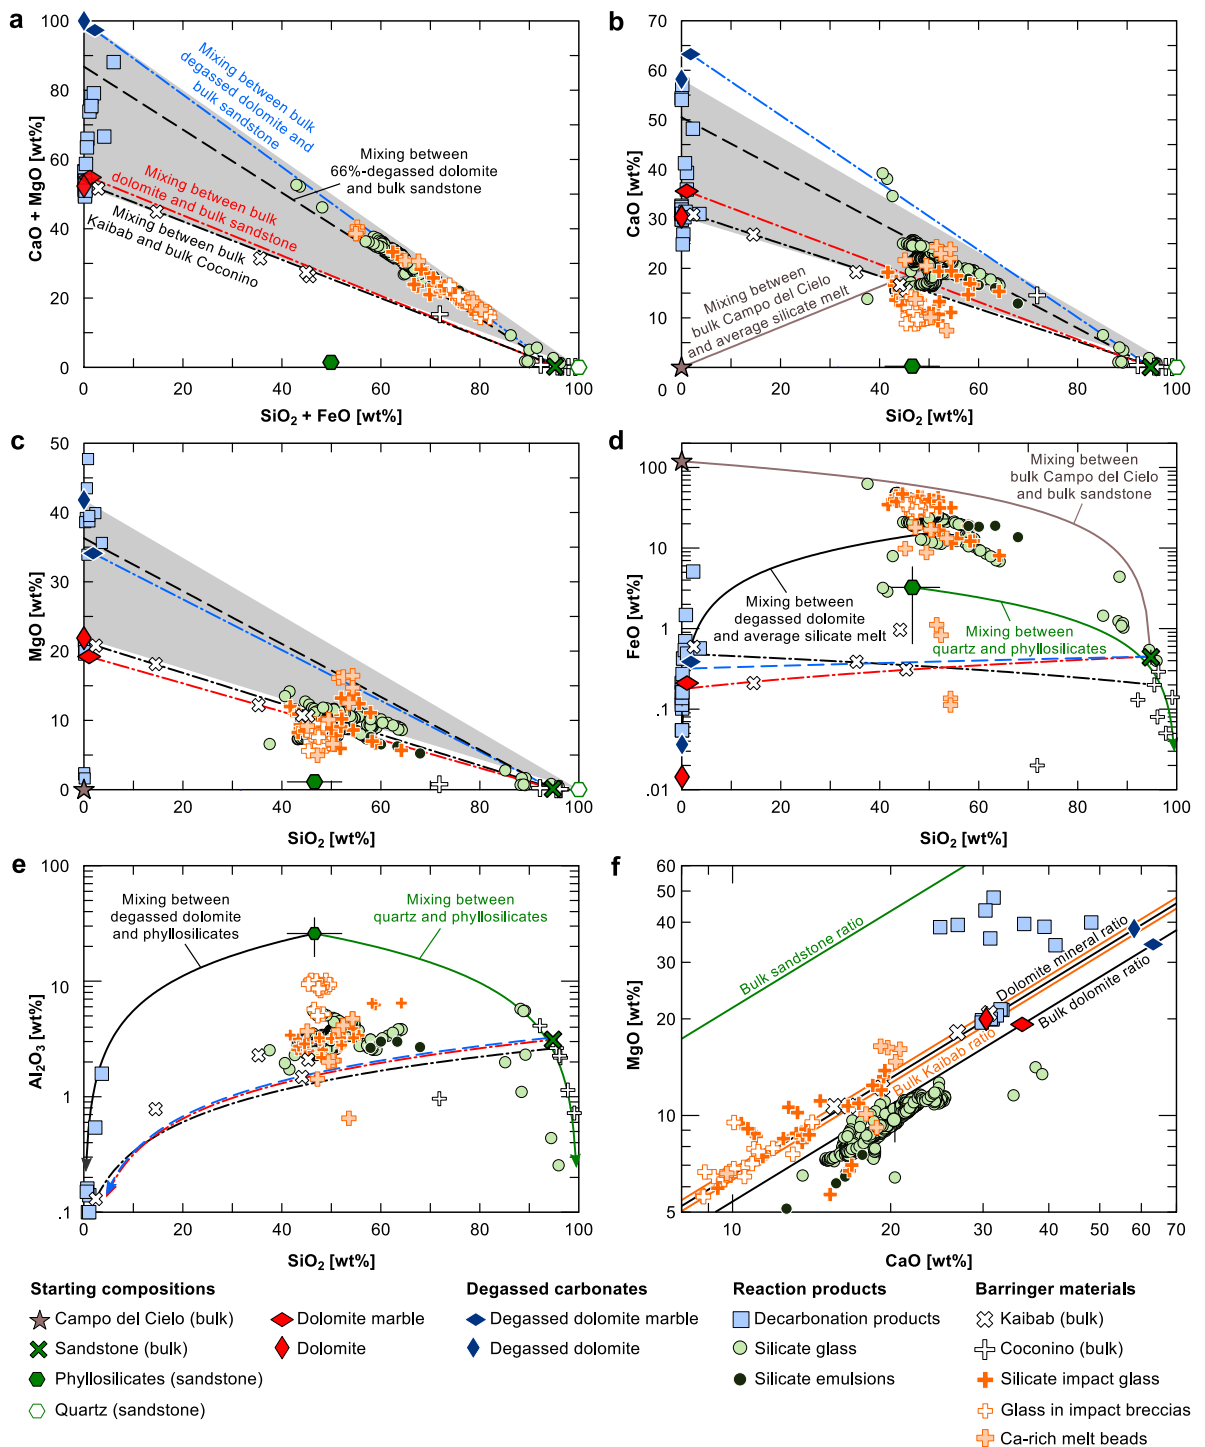 a
100
80
60
40
20
0
CaO + MgO [wt%]
Mixing between bulk
degassed dolomite and
bulk sandstone
Mixing between
66%-degassed dolomite
and bulk sandstone
Mixing between bulk
dolomite and bulk sandstone
Mixing between bulk
Kaibab and bulk Coconino
0 20 40 60 80 100
SiO₂ + FeO [wt%]
b
70
60
50
40
30
20
10
0
CaO [wt%]
Mixing between
bulk Campo del Cielo
and average silicate melt
0 20 40 60 80 100
SiO₂ [wt%]
c
50
40
30
20
10
0
MgO [wt%]
0 20 40 60 80 100
SiO₂ [wt%]
d
100
10
1
.1
.01
FeO [wt%]
Mixing between
bulk Campo del Cielo
and bulk sandstone
Mixing between
degassed dolomite
and average silicate melt
Mixing between
quartz and phyllosilicates
0 20 40 60 80 100
SiO₂ [wt%]
e
100
10
1
.1
Al₂O₃ [wt%]
Mixing between
degassed dolomite
and phyllosilicates
Mixing between
quartz and phyllosilicates
0 20 40 60 80 100
SiO₂ [wt%]
f
60
50
40
30
20
10
5
MgO [wt%]
Bulk sandstone ratio
Dolomite mineral ratio
Bulk dolomite ratio
Bulk Kaibab ratio
10 20 30 40 50 60 70
CaO [wt%]
Starting compositions
Campo del Cielo (bulk)
Sandstone (bulk)
Phyllosilicates (sandstone)
Quartz (sandstone)
Dolomite marble
Dolomite
Degassed carbonates
Degassed dolomite marble
Degassed dolomite
Reaction products
Decarbonation products
Silicate glass
Silicate emulsions
Barringer materials
Kaibab (bulk)
Coconino (bulk)
Silicate impact glass
Glass in impact breccias
Ca-rich melt beads